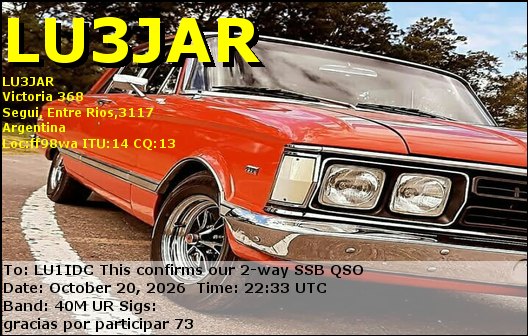 LU3JAR
LU3JAR
Victoria 368
Segui, Entre Rios,3117
Argentina
Loc:ff98wa ITU:14 CQ:13
To: LU1IDC This confirms our 2-way SSB QSO
Date: October 20, 2026 Time: 22:33 UTC
Band: 40M UR Sigs:
gracias por participar 73